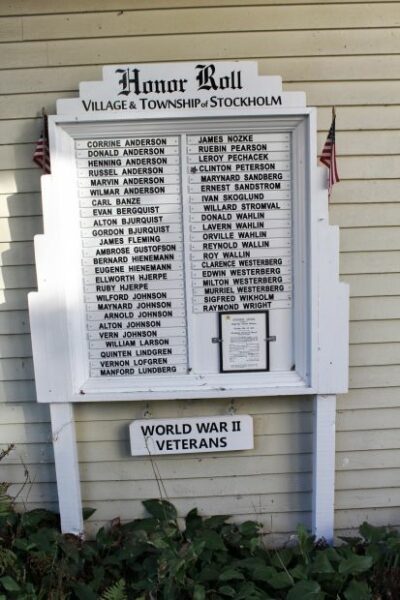 Honor Roll
VILLAGE & TOWNSHIP of STOCKHOLM
CORRINE ANDERSON
DONALD ANDERSON
HENNING ANDERSON
RUSSEL ANDERSON
MARVIN ANDERSON
WILMAR ANDERSON
CARL BANZE
EVAN BERGQUIST
ALTON BJURQUIST
GORDON BJURQUIST
JAMES FLEMING
AMBROSE GUSTOFSON
BERNARD HIENEMANN
EUGENE HIENEMANN
ELLWORTH HJERPE
RUBY HJERPE
WILFORD JOHNSON
MAYNARD JOHNSON
ARNOLD JOHNSON
ALTON JOHNSON
VERN JOHNSON
WILLIAM LARSON
QUINTEN LINDGREN
VERNON LOFGREN
MANFORD LUNDBERG
JAMES NOZKE
RUEBIN PEARSON
LEROY PECHACEK
CLINTON PETERSON
MARYNARD SANDBERG
ERNEST SANDSTROM
IVAN SKOGLUND
WILLARD STROMVAL
DONALD WAHLIN
LAVERN WAHLIN
ORVILLE WAHLIN
REYNOLD WALLIN
ROY WALLIN
CLARENCE WESTERBERG
EDWIN WESTERBERG
MILTON WESTERBERG
MURRIEL WESTERBERG
SIGFRED WIKHOLM
RAYMOND WRIGHT
WORLD WAR II
VETERANS